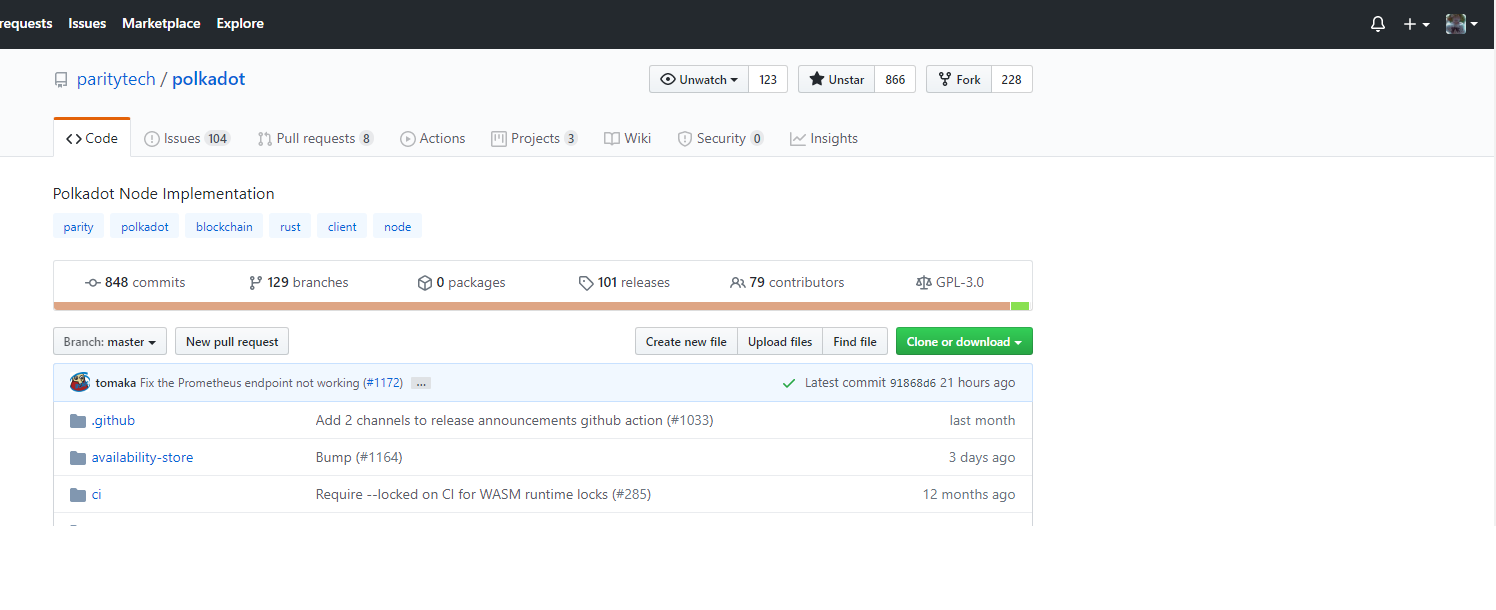 requests Issues Marketplace Explore
paritytech / polkadot Unwatch 123 Unstar 866 Fork 228
Code Issues 104 Pull requests 8 Actions Projects 3 Wiki Security 0 Insights
Polkadot Node Implementation
parity polkadot blockchain rust client node
848 commits 129 branches 0 packages 101 releases 79 contributors GPL-3.0
Branch: master New pull request Create new file Upload files Find file Clone or download
tomaka Fix the Prometheus endpoint not working (#1172) ... Latest commit 91868d6 21 hours ago
.github Add 2 channels to release announcements github action (#1033) last month
availability-store Bump (#1164) 3 days ago
ci Require --locked on CI for WASM runtime locks (#285) 12 months ago